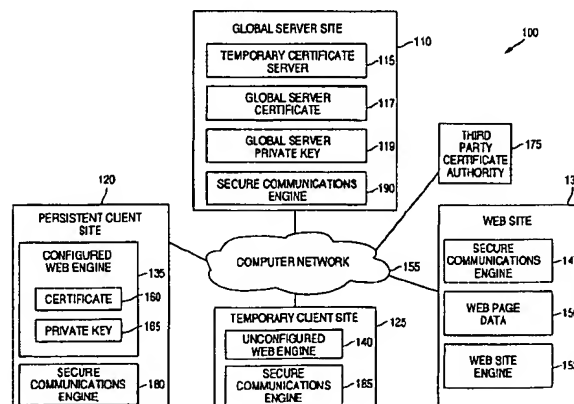 GLOBAL SERVER SITE
110
100
TEMPORARY CERTIFICATE
SERVER
115
GLOBAL SERVER
CERTIFICATE
117
GLOBAL SERVER
PRIVATE KEY
119
SECURE COMMUNICATIONS
ENGINE
190
THIRD
PARTY
CERTIFICATE
AUTHORITY
175
120
PERSISTENT CLIENT
SITE
CONFIGURED WEB
ENGINE
135
CERTIFICATE
160
PRIVATE KEY
165
SECURE
COMMUNICATIONS
ENGINE
180
COMPUTER NETWORK
155
TEMPORARY CLIENT SITE
125
UNCONFIGURED
WEB ENGINE
140
SECURE
COMMUNICATIONS
ENGINE
185
WEB SITE
SECURE
COMMUNICATIONS
ENGINE
WEB PAGE
DATA
WEB SITE
ENGINE